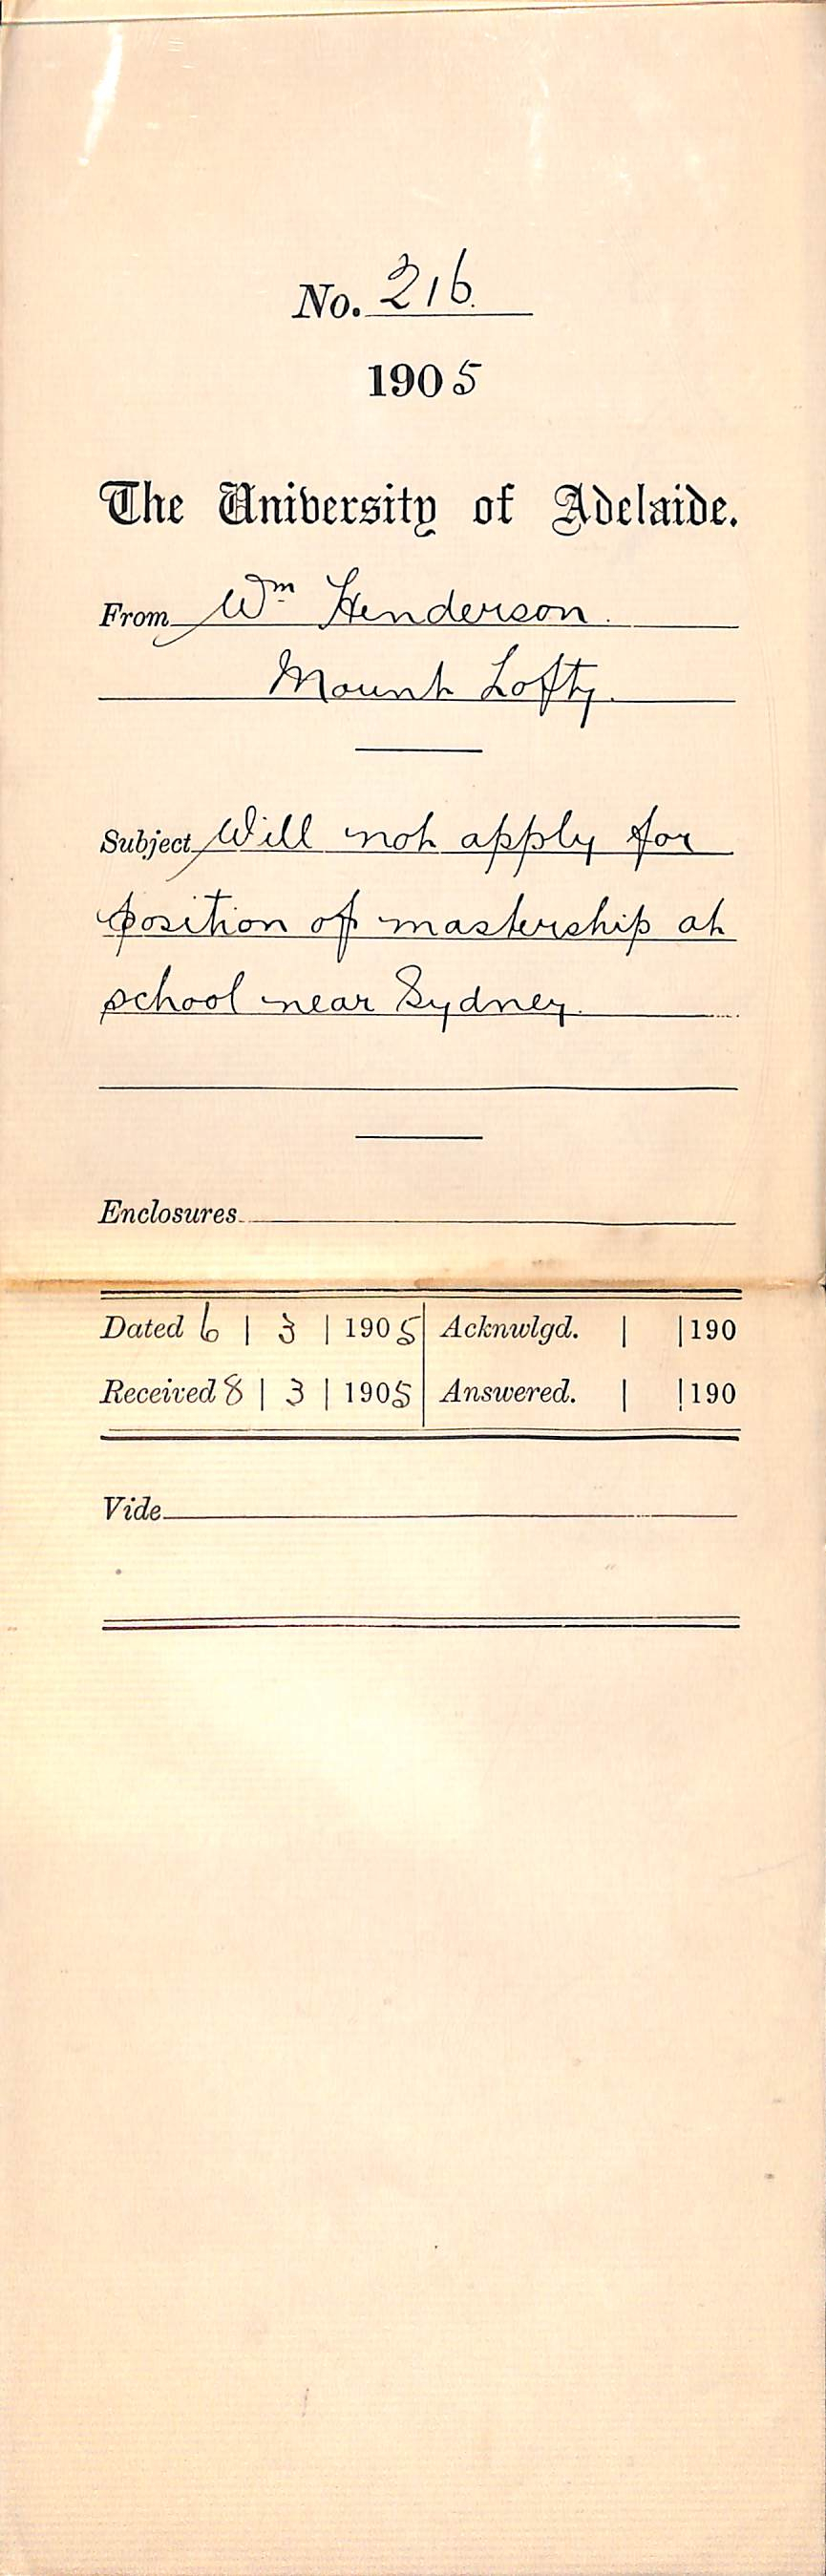 No. 216.
1905
The University of Adelaide.
From Wm Henderson.
Mount Lofty.
Subject Will not apply for
position of mastership at
school near Sydney.
Enclosures
Dated 6 | 3 | 1905 Acknwlgd. | | 190
Received 8 | 3 | 1905 Answered. | | 190
Vide